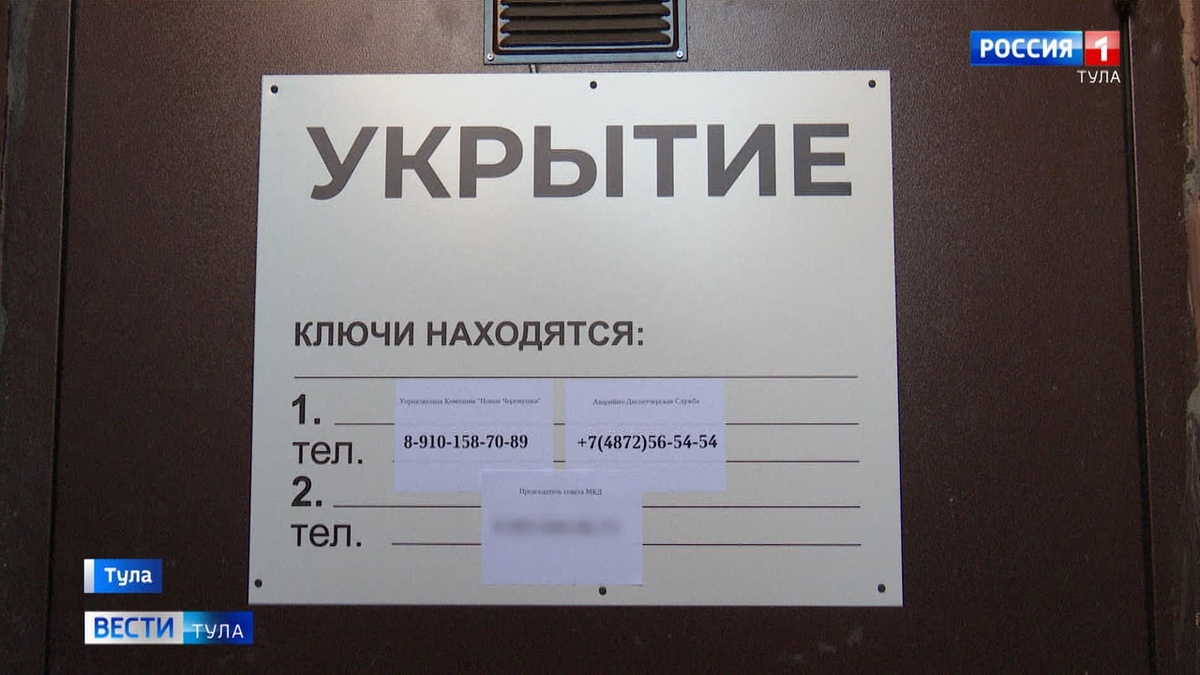 РОССИЯ 1
ТУЛА
УКРЫТИЕ
КЛЮЧИ НАХОДЯТСЯ:
1.
Управляющая Компания "Новые Черемушки"
Аварийно-Диспетчерская Служба
тел.
8-910-158-70-89
+7(4872)56-54-54
2.
Председатель совета МКД
тел.
Тула
ВЕСТИ ТУЛА